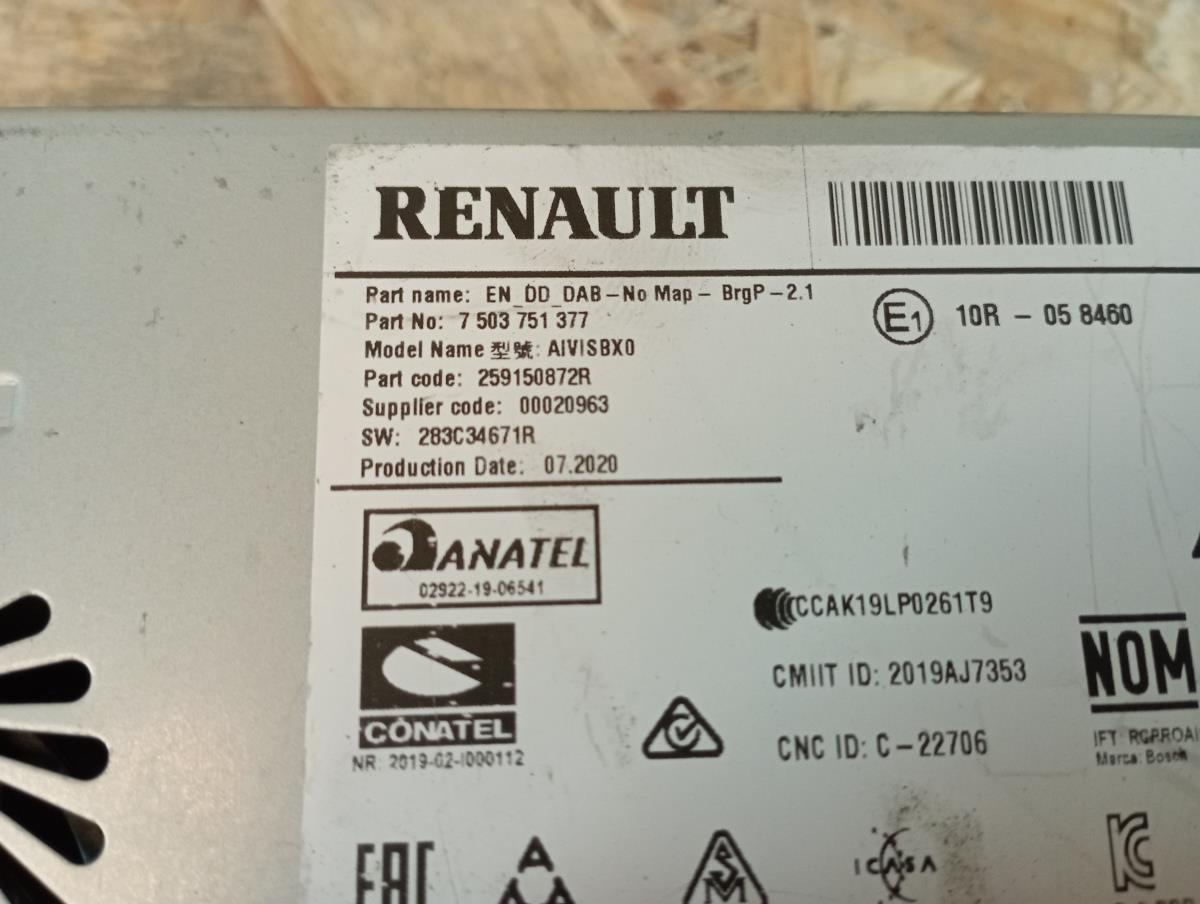 RENAULT
Part name: EN_DD_DAB-No Map- BrgP-2.1
Part No: 7 503 751 377
Model Name 型號: AIVISBX0
Part code: 259150872R
Supplier code: 00020963
SW: 283C34671R
Production Date: 07.2020
E1 10R - 05 8460
ANATEL
02922-19-06541
CCAK19LP0261T9
CONATEL
NR: 2019-02-I000112
CMIIT ID: 2019AJ7353
CNC ID: C-22706
NOM
IFT
Marca: Bosch
EAC
ICASA